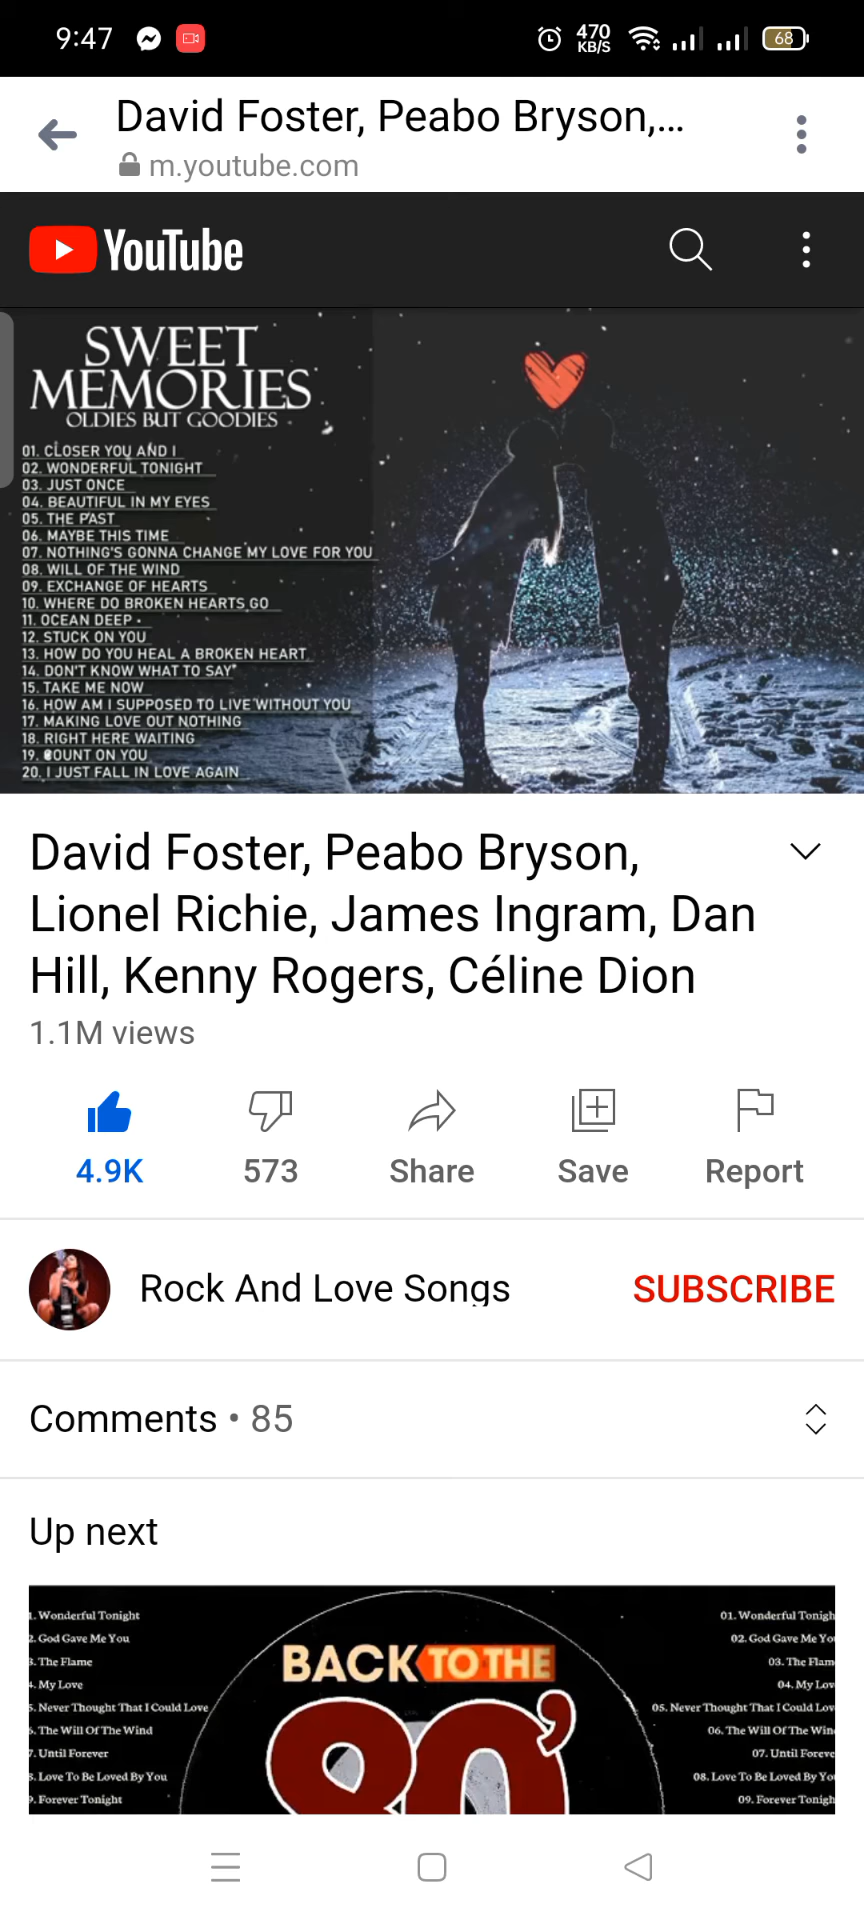 9:47
470
KB/S
68
David Foster, Peabo Bryson,...
m.youtube.com
YouTube
SWEET
MEMORIES
OLDIES BUT GOODIES
01. CLOSER YOU AND I
02. WONDERFUL TONIGHT
03. JUST ONCE
04. BEAUTIFUL IN MY EYES
05. THE PAST
06. MAYBE THIS TIME
07. NOTHING'S GONNA CHANGE MY LOVE FOR YOU
08. WILL OF THE WIND
09. EXCHANGE OF HEARTS
10. WHERE DO BROKEN HEARTS GO
11. OCEAN DEEP
12. STUCK ON YOU
13. HOW DO YOU HEAL A BROKEN HEART
14. DON'T KNOW WHAT TO SAY
15. TAKE ME NOW
16. HOW AM I SUPPOSED TO LIVE WITHOUT YOU
17. MAKING LOVE OUT NOTHING
18. RIGHT HERE WAITING
19. COUNT ON YOU
20. I JUST FALL IN LOVE AGAIN
David Foster, Peabo Bryson,
Lionel Richie, James Ingram, Dan
Hill, Kenny Rogers, Céline Dion
1.1M views
4.9K
573
Share
Save
Report
Rock And Love Songs
SUBSCRIBE
Comments • 85
Up next
1. Wonderful Tonight
2. God Gave Me You
3. The Flame
4. My Love
5. Never Thought That I Could Love
6. The Will Of The Wind
7. Until Forever
8. Love To Be Loved By You
9. Forever Tonight
BACK TO THE
80'
01. Wonderful Tonigh
02. God Gave Me Yo
03. The Flam
04. My Lov
05. Never Thought That I Could Lov
06. The Will Of The Win
07. Until Foreve
08. Love To Be Loved By Yo
09. Forever Tonigh